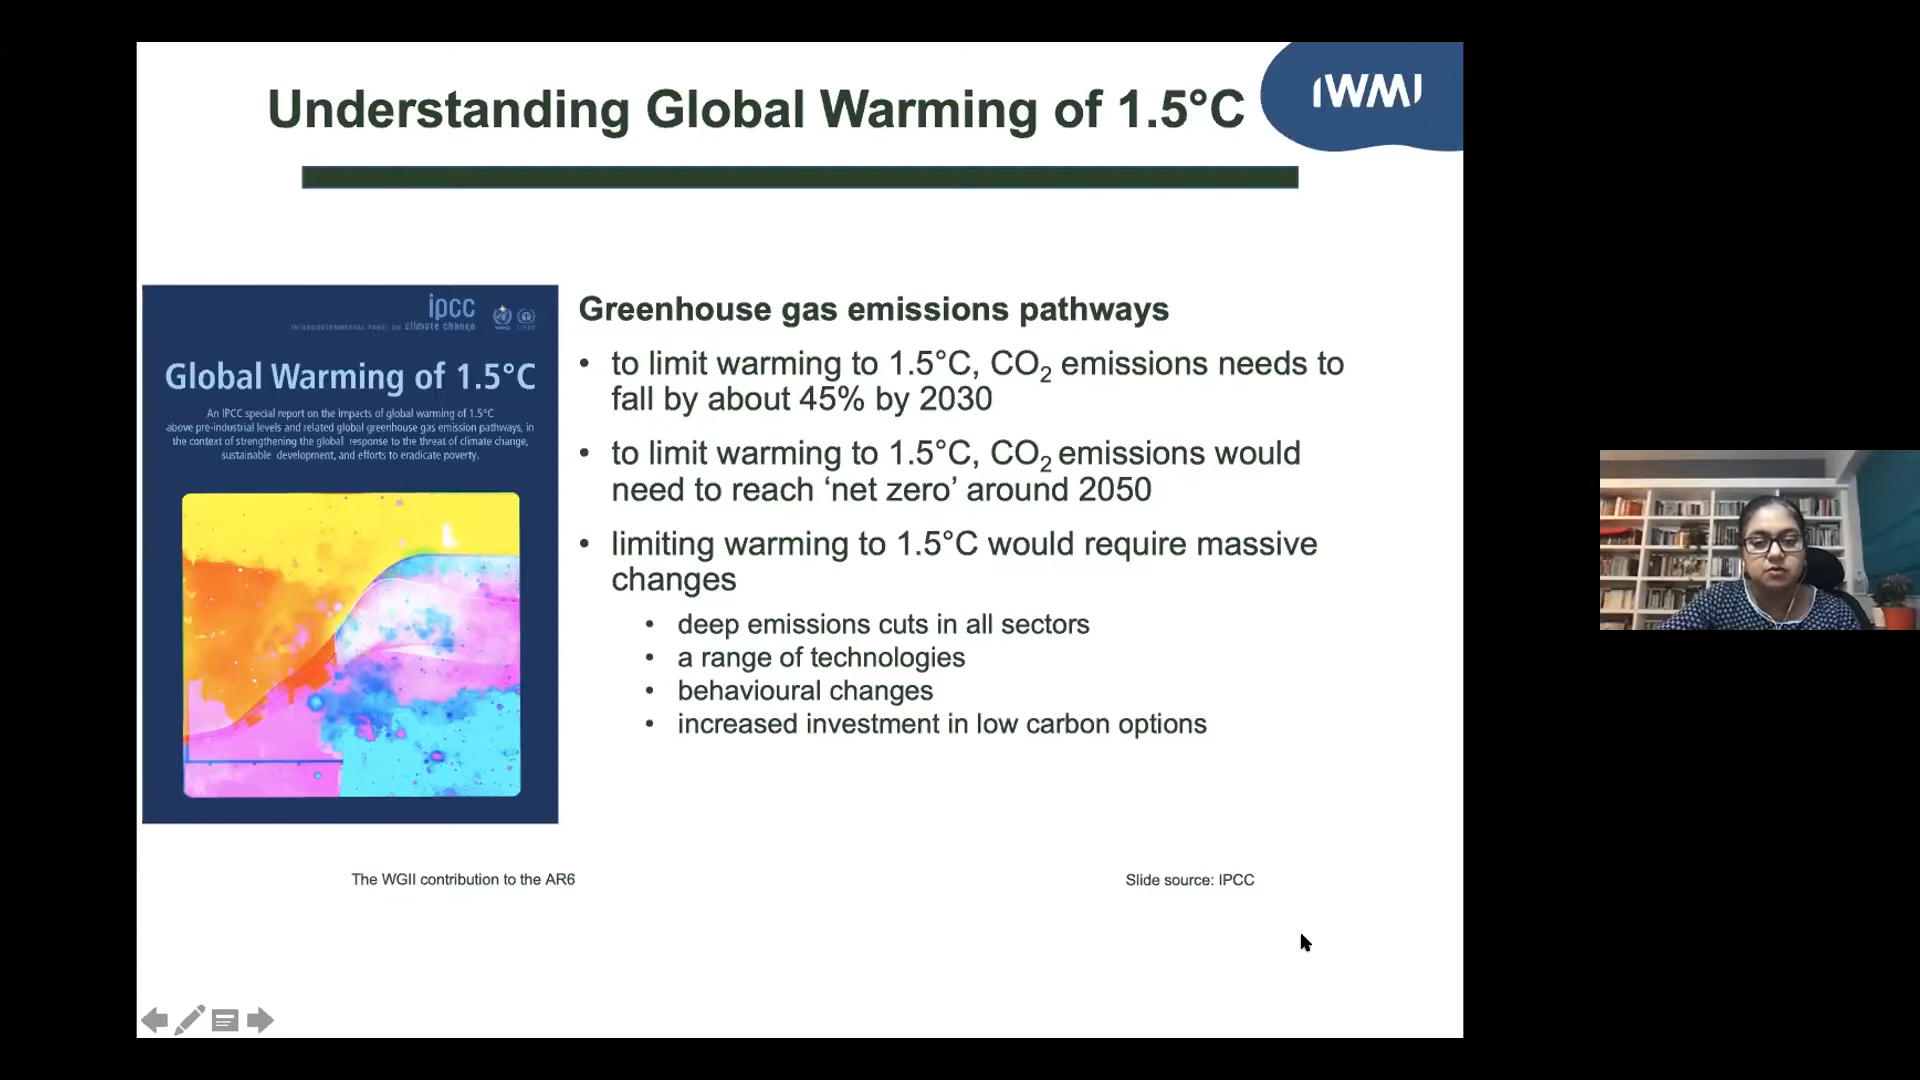 Understanding Global Warming of 1.5°C
IWMI
ipcc
INTERGOVERNMENTAL PANEL ON climate change
WMO UNEP
Global Warming of 1.5°C
An IPCC special report on the impacts of global warming of 1.5°C
above pre-industrial levels and related global greenhouse gas emission pathways, in
the context of strengthening the global response to the threat of climate change,
sustainable development, and efforts to eradicate poverty.
Greenhouse gas emissions pathways
• to limit warming to 1.5°C, CO₂ emissions needs to
fall by about 45% by 2030
• to limit warming to 1.5°C, CO₂ emissions would
need to reach ‘net zero’ around 2050
• limiting warming to 1.5°C would require massive
changes
• deep emissions cuts in all sectors
• a range of technologies
• behavioural changes
• increased investment in low carbon options
The WGII contribution to the AR6
Slide source: IPCC